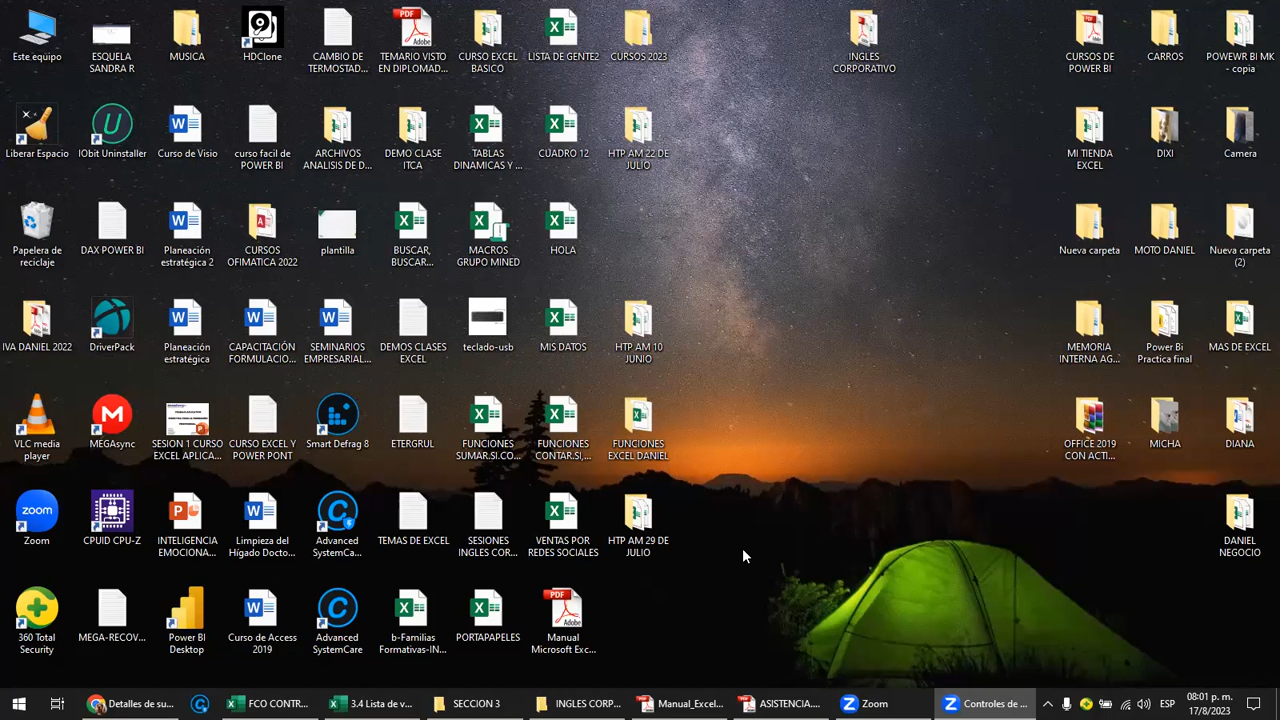 Este equipo
ESCUELA
SANDRA R
MUSICA
HDClone
CAMBIO DE
TERMOSTAD...
TEMARIO VISTO
EN DIPLOMAD...
CURSO EXCEL
BASICO
LISTA DE GENTE2
CURSOS 2023
INGLES
CORPORATIVO
CURSOS DE
POWER BI
CARROS
POWEWR BI MK
- copia
Liberar Espacio
IObit Uninstaller
Curso de Visio
curso facil de
POWER BI
ARCHIVOS
ANALISIS DE D...
DEMO CLASE
ITCA
TABLAS
DINAMICAS Y ...
CUADRO 12
HTP AM 22 DE
JULIO
MI TIENDA
EXCEL
DIXI
Camera
Papelera de
reciclaje
DAX POWER BI
Planeación
estratégica 2
CURSOS
OFIMATICA 2022
plantilla
BUSCAR,
BUSCAR...
MACROS
GRUPO MINED
HOLA
Nueva carpeta
MOTO DANIEL
Nueva carpeta
(2)
IVA DANIEL 2022
DriverPack
Planeación
estratégica
CAPACITACIÓN
FORMULACIO...
SEMINARIOS
EMPRESARIAL...
DEMOS CLASES
EXCEL
teclado-usb
MIS DATOS
HTP AM 10
JUNIO
MEMORIA
INTERNA AG...
Power Bi
Practica final
MAS DE EXCEL
VLC media
player
MEGAsync
SESION 1 CURSO
EXCEL APLICA...
CURSO EXCEL Y
POWER PONT
Smart Defrag 8
ETERGRUL
FUNCIONES
SUMAR.SI.CO...
FUNCIONES
CONTAR.SI,...
FUNCIONES
EXCEL DANIEL
OFFICE 2019
CON ACTI...
MICHA
DIANA
zoom
Zoom
CPUID CPU-Z
INTELIGENCIA
EMOCIONA...
Limpieza del
Hígado Docto...
Advanced
SystemCare...
TEMAS DE EXCEL
SESIONES
INGLES COR...
VENTAS POR
REDES SOCIALES
HTP AM 29 DE
JULIO
DANIEL
NEGOCIO
360 Total
Security
MEGA-RECOV...
Power BI
Desktop
Curso de Access
2019
Advanced
SystemCare
b-Familias
Formativas-IN...
PORTAPAPELES
Manual
Microsoft Exc...
Detalles de su v...
FCO CONTR...
3.4 Lista de v...
SECCION 3
INGLES CORP...
Manual_Excel...
ASISTENCIA....
Zoom
Controles de ...
ESP
08:01 p. m.
17/8/2023